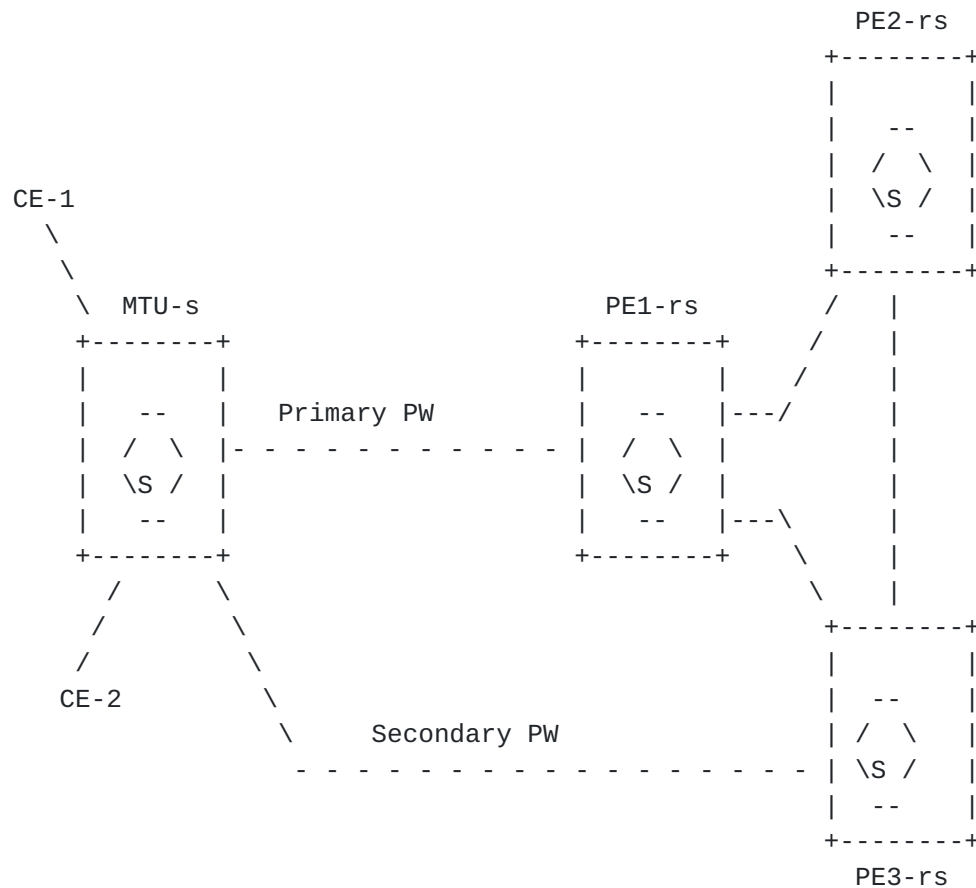 PE2-rs
+--------+
|        |
|   --   |
|  /  \  |
CE-1 |  \S /  |
\ |   --   |
\ +--------+
\ MTU-s PE1-rs / |
+--------+ +--------+ / |
|        | |        | / |
|   --   | Primary PW |   --   |---/ |
|  /  \  |- - - - - - - - - - - |  /  \  | |
|  \S /  | |  \S /  | |
|   --   | |   --   |---\ |
+--------+ +--------+ \ |
/ \ \ |
/ \ +--------+
/ \ |        |
CE-2 \ |  --    |
\ Secondary PW | /  \   |
- - - - - - - - - - - - - - - - - | \S /   |
|  --    |
+--------+
PE3-rs